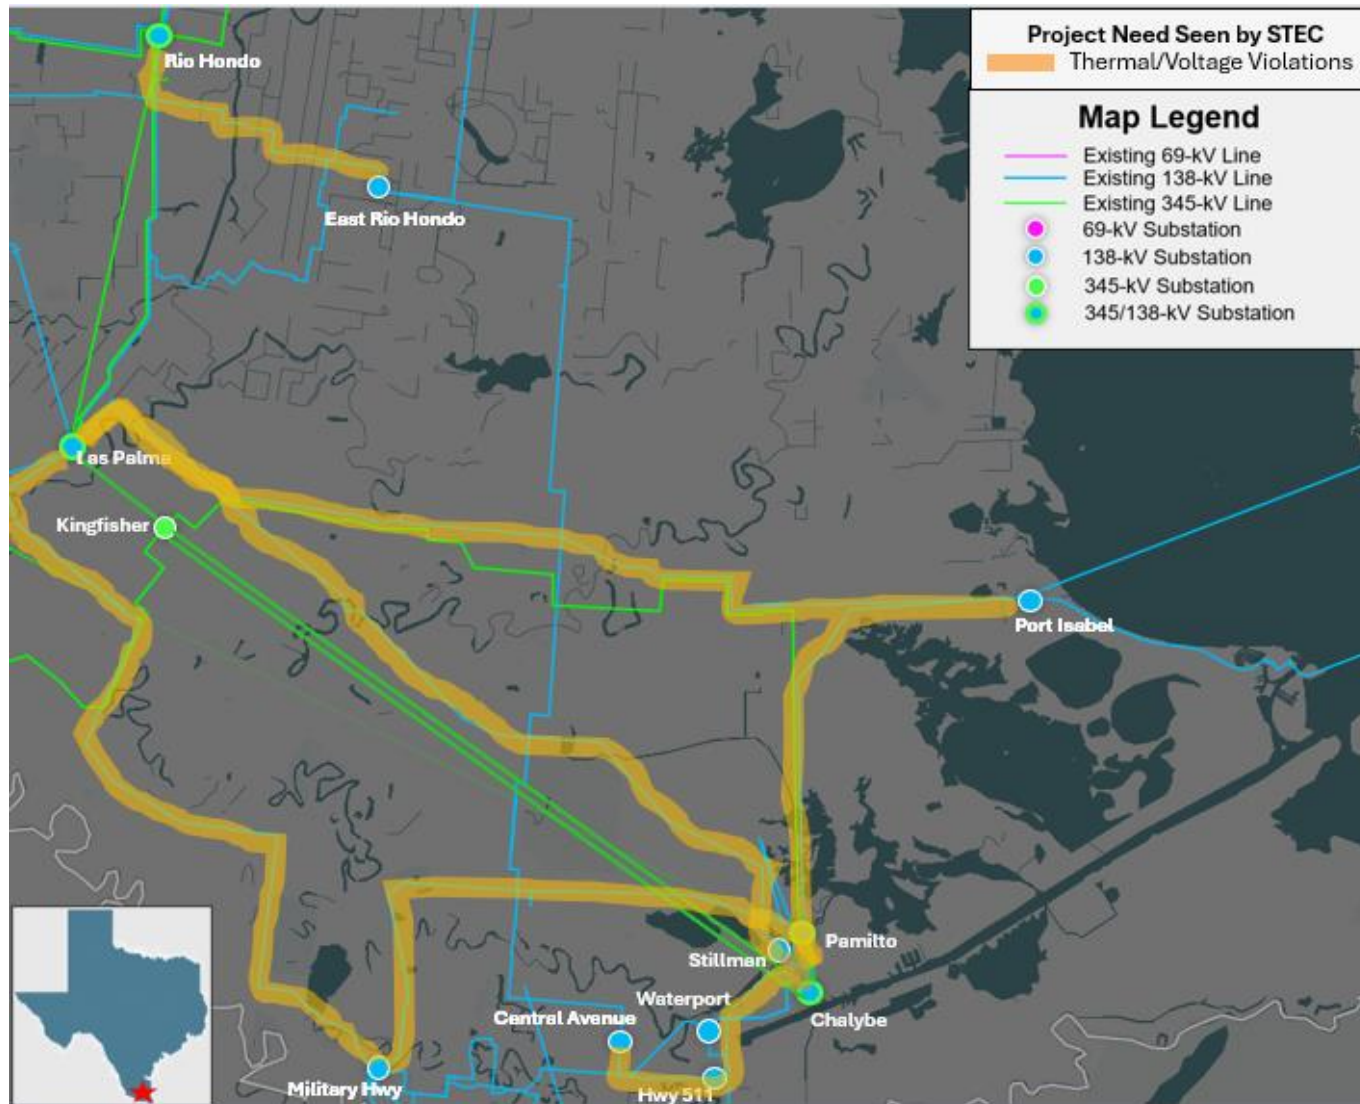 Project Need Seen by STEC
Thermal/Voltage Violations
Map Legend
Existing 69-kV Line
Existing 138-kV Line
Existing 345-kV Line
69-kV Substation
138-kV Substation
345-kV Substation
345/138-kV Substation
Rio Hondo
East Rio Hondo
Las Palma
Kingfisher
Port Isabel
Pamilto
Stillman
Waterport
Central Avenue
Chalybe
Military Hwy
Hwy 511